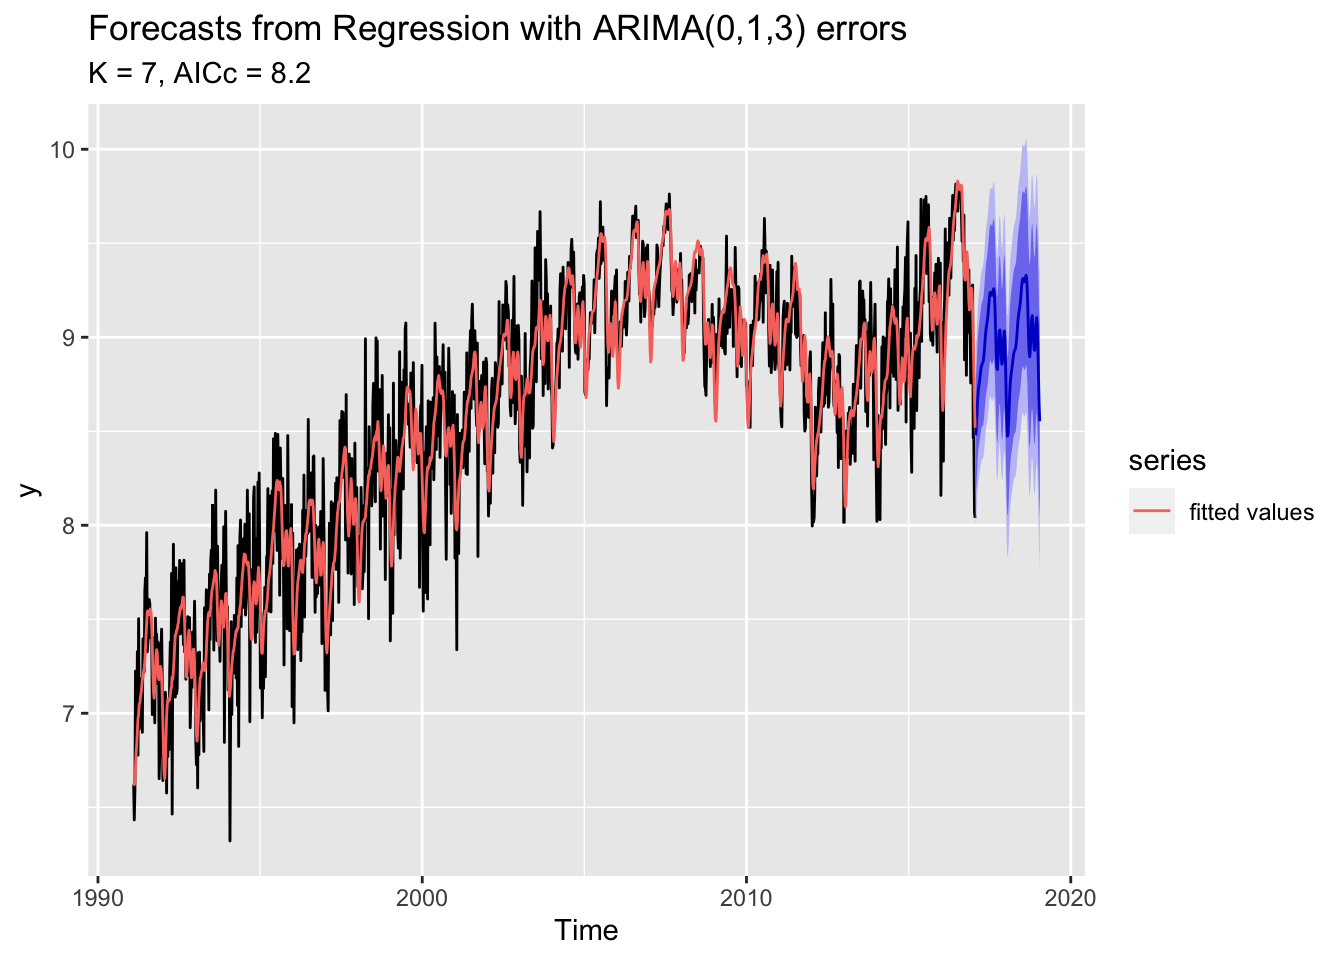 Forecasts from Regression with ARIMA(0,1,3) errors
K = 7, AICc = 8.2
10
9
8
7
y
1990
2000
2010
2020
Time
series
fitted values